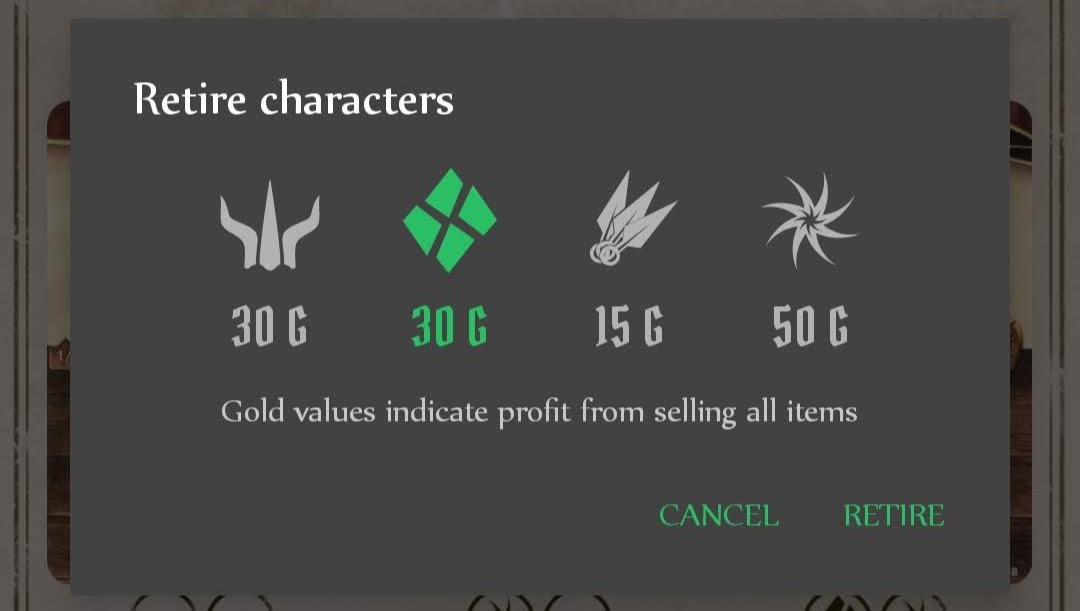 Retire characters
30 G 30 G 15 G 50 G
Gold values indicate profit from selling all items
CANCEL RETIRE